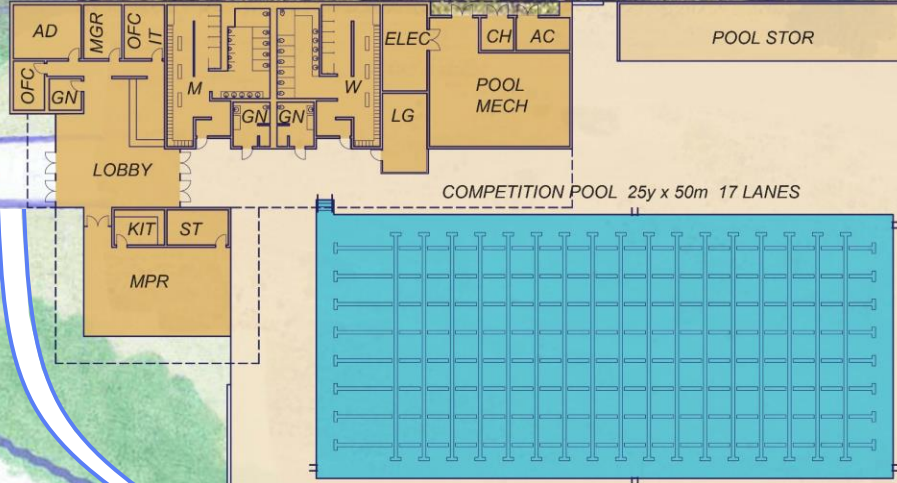 AD
MGR
OFC
IT
M
W
ELEC
CH
AC
POOL STOR
OFC
GN
GN
GN
LG
POOL
MECH
LOBBY
COMPETITION POOL 25y x 50m 17 LANES
KIT
ST
MPR